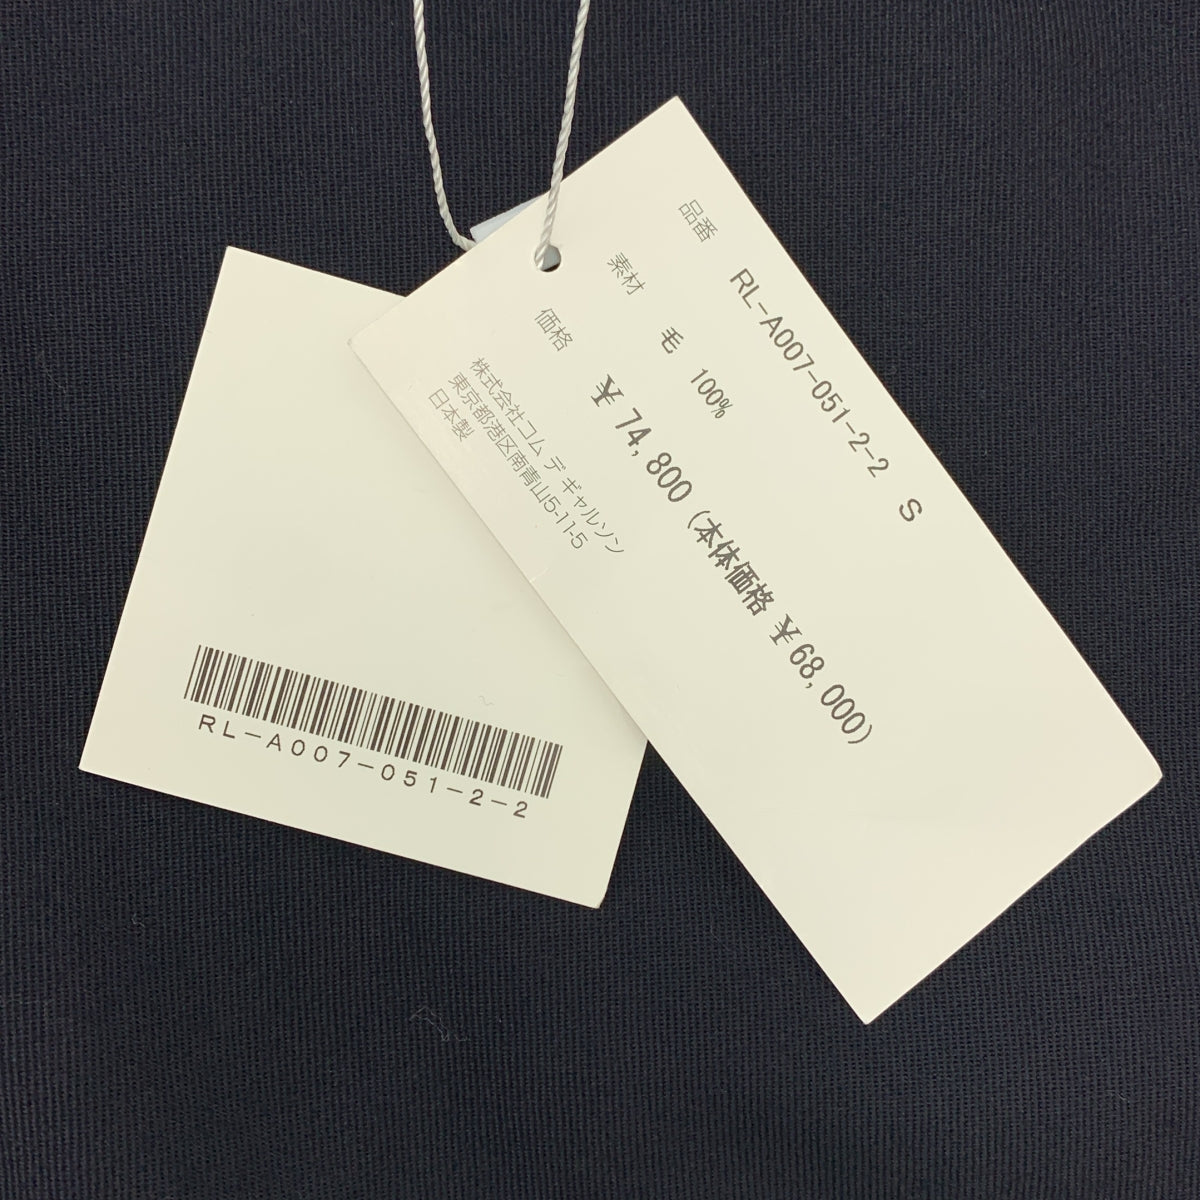 品番 RL-A007-051-2-2 S
素材 毛 100%
価格 ¥74,800(本体価格 ¥68,000)
株式会社コム デ ギャルソン
東京都港区南青山5-11-5
日本製
RL-A007-051-2-2